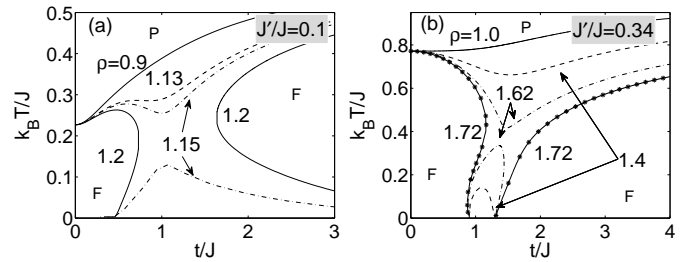 (a)
P
J′/J=0.1
ρ=0.9
1.13
1.2
1.2
F
1.15
F
k_BT/J
0.5
0.4
0.3
0.2
0.1
0
0 1 2 3
t/J
(b)
ρ=1.0
P
J′/J=0.34
1.62
1.72
1.72
1.4
F
F
k_BT/J
0.8
0.6
0.4
0.2
0
0 1 2 3 4
t/J